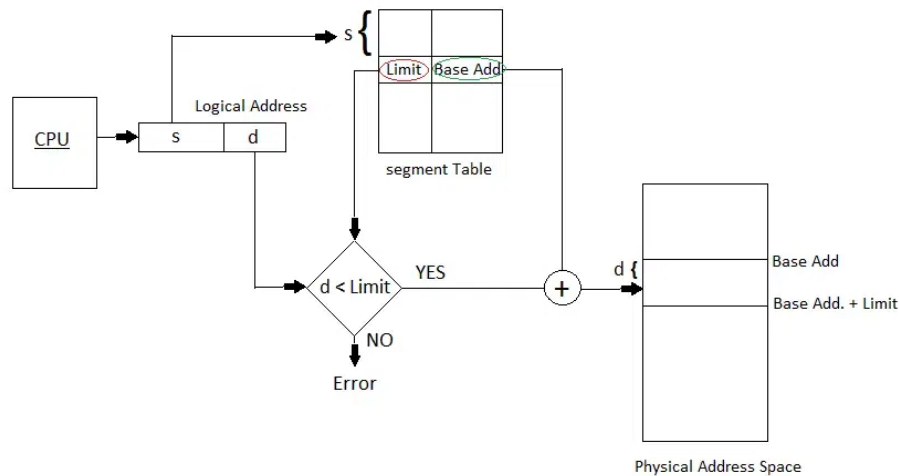 s {
Limit
Base Add
Logical Address
CPU
s
d
segment Table
d < Limit
YES
+
d {
Base Add
Base Add. + Limit
NO
Error
Physical Address Space